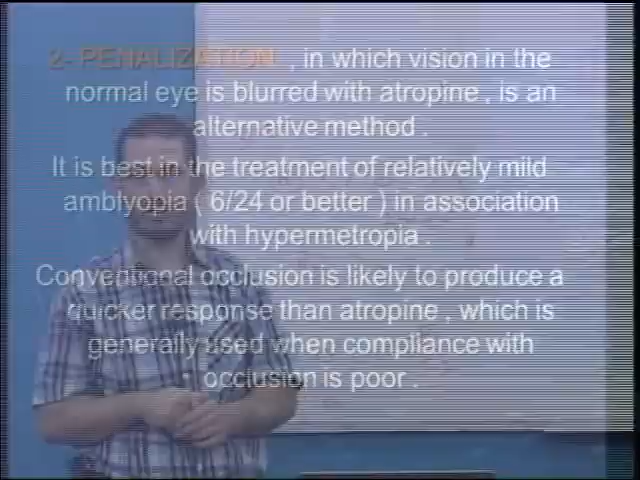 2- PENALIZATION , in which vision in the
normal eye is blurred with atropine , is an
alternative method .
It is best in the treatment of relatively mild
amblyopia ( 6/24 or better ) in association
with hypermetropia .
Conventional occlusion is likely to produce a
quicker response than atropine , which is
generally used when compliance with
occlusion is poor .